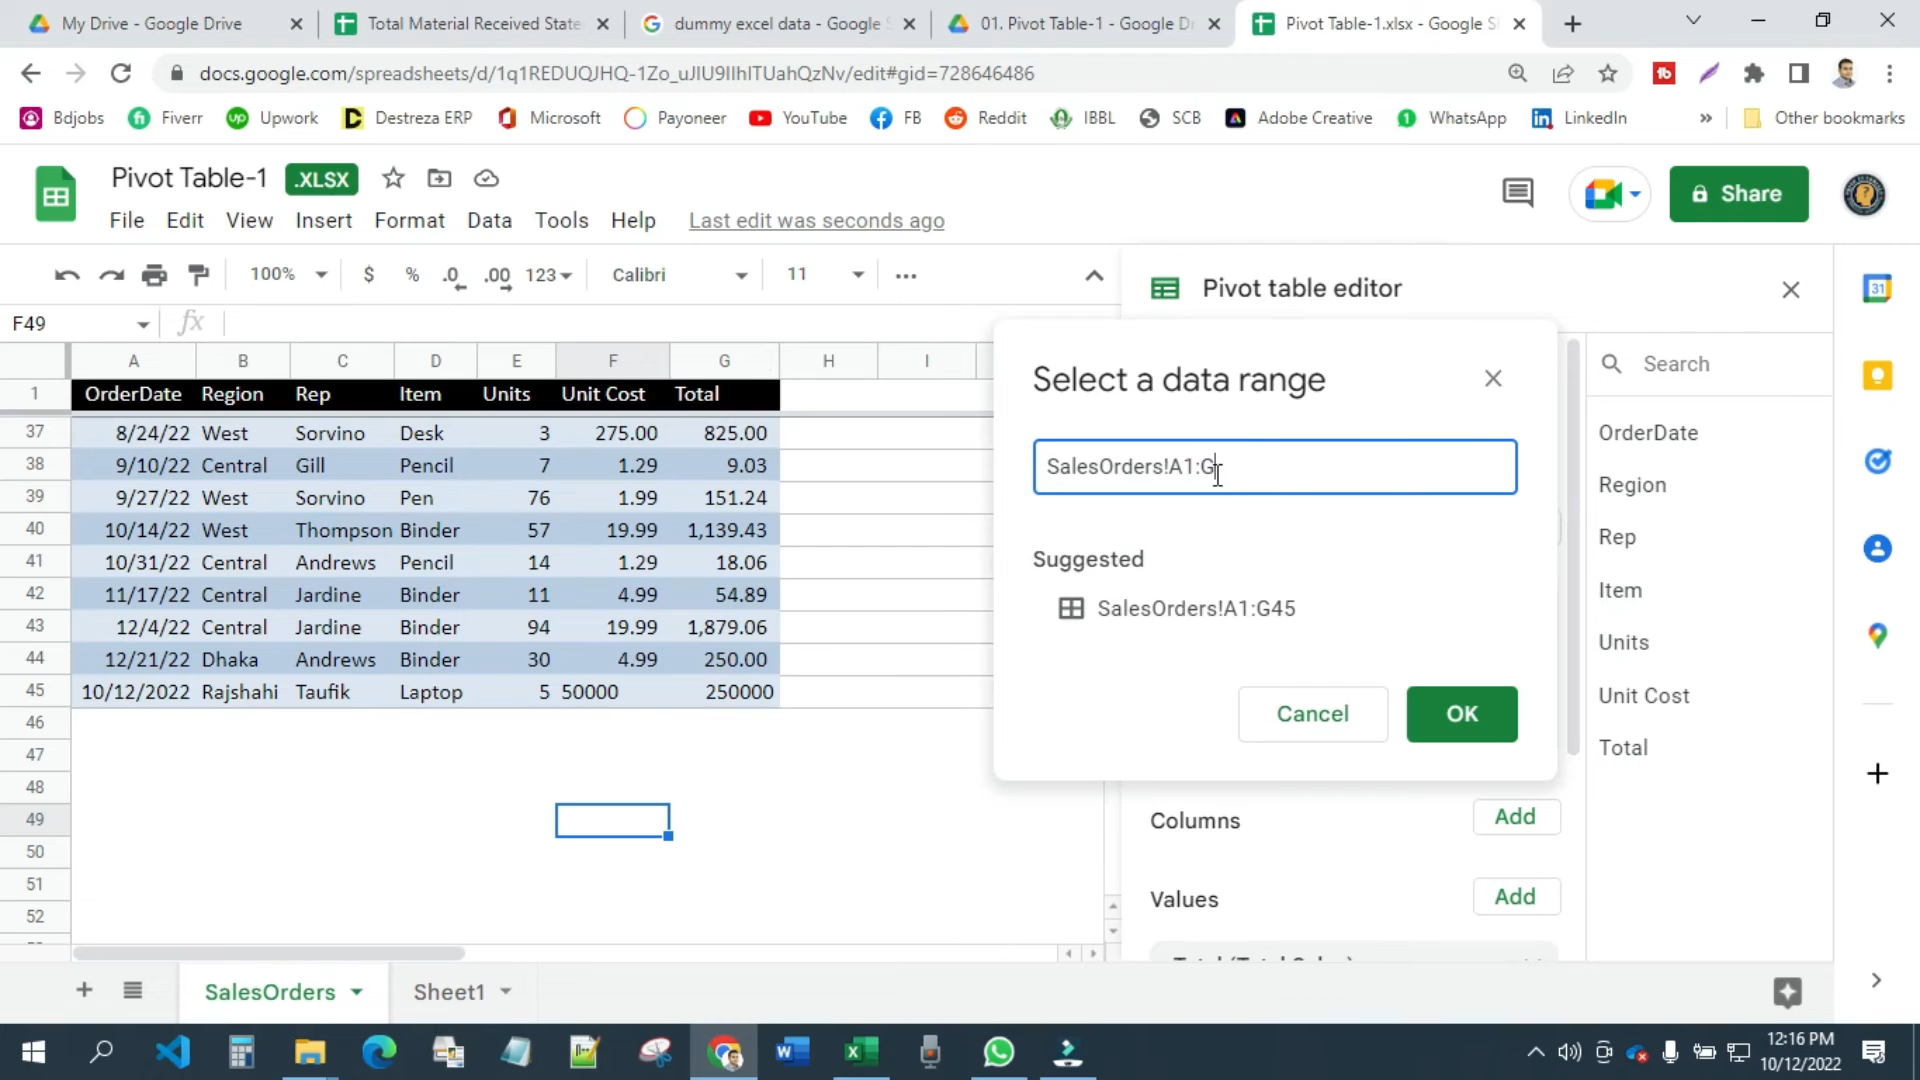 My Drive - Google Drive
Total Material Received State
dummy excel data - Google S
01. Pivot Table-1 - Google Dr
Pivot Table-1.xlsx - Google Sh
docs.google.com/spreadsheets/d/1q1REDUQJHQ-1Zo_uJIU9IIhITUahQzNv/edit#gid=728646486
Bdjobs Fiverr Upwork Destreza ERP Microsoft Payoneer YouTube FB Reddit IBBL SCB Adobe Creative WhatsApp LinkedIn » Other bookmarks
Pivot Table-1 .XLSX
Share
File Edit View Insert Format Data Tools Help Last edit was seconds ago
100% $ % .0 .00 123 Calibri 11
Pivot table editor
F49 fx
A B C D E F G H I
1 OrderDate Region Rep Item Units Unit Cost Total
37 8/24/22 West Sorvino Desk 3 275.00 825.00
38 9/10/22 Central Gill Pencil 7 1.29 9.03
39 9/27/22 West Sorvino Pen 76 1.99 151.24
40 10/14/22 West Thompson Binder 57 19.99 1,139.43
41 10/31/22 Central Andrews Pencil 14 1.29 18.06
42 11/17/22 Central Jardine Binder 11 4.99 54.89
43 12/4/22 Central Jardine Binder 94 19.99 1,879.06
44 12/21/22 Dhaka Andrews Binder 30 4.99 250.00
45 10/12/2022 Rajshahi Taufik Laptop 5 50000 250000
46
47
48
49
50
51
52
Select a data range
SalesOrders!A1:G
Suggested
SalesOrders!A1:G45
Cancel OK
Columns Add
Values Add
Search
OrderDate
Region
Rep
Item
Units
Unit Cost
Total
31
SalesOrders Sheet1
12:16 PM
10/12/2022